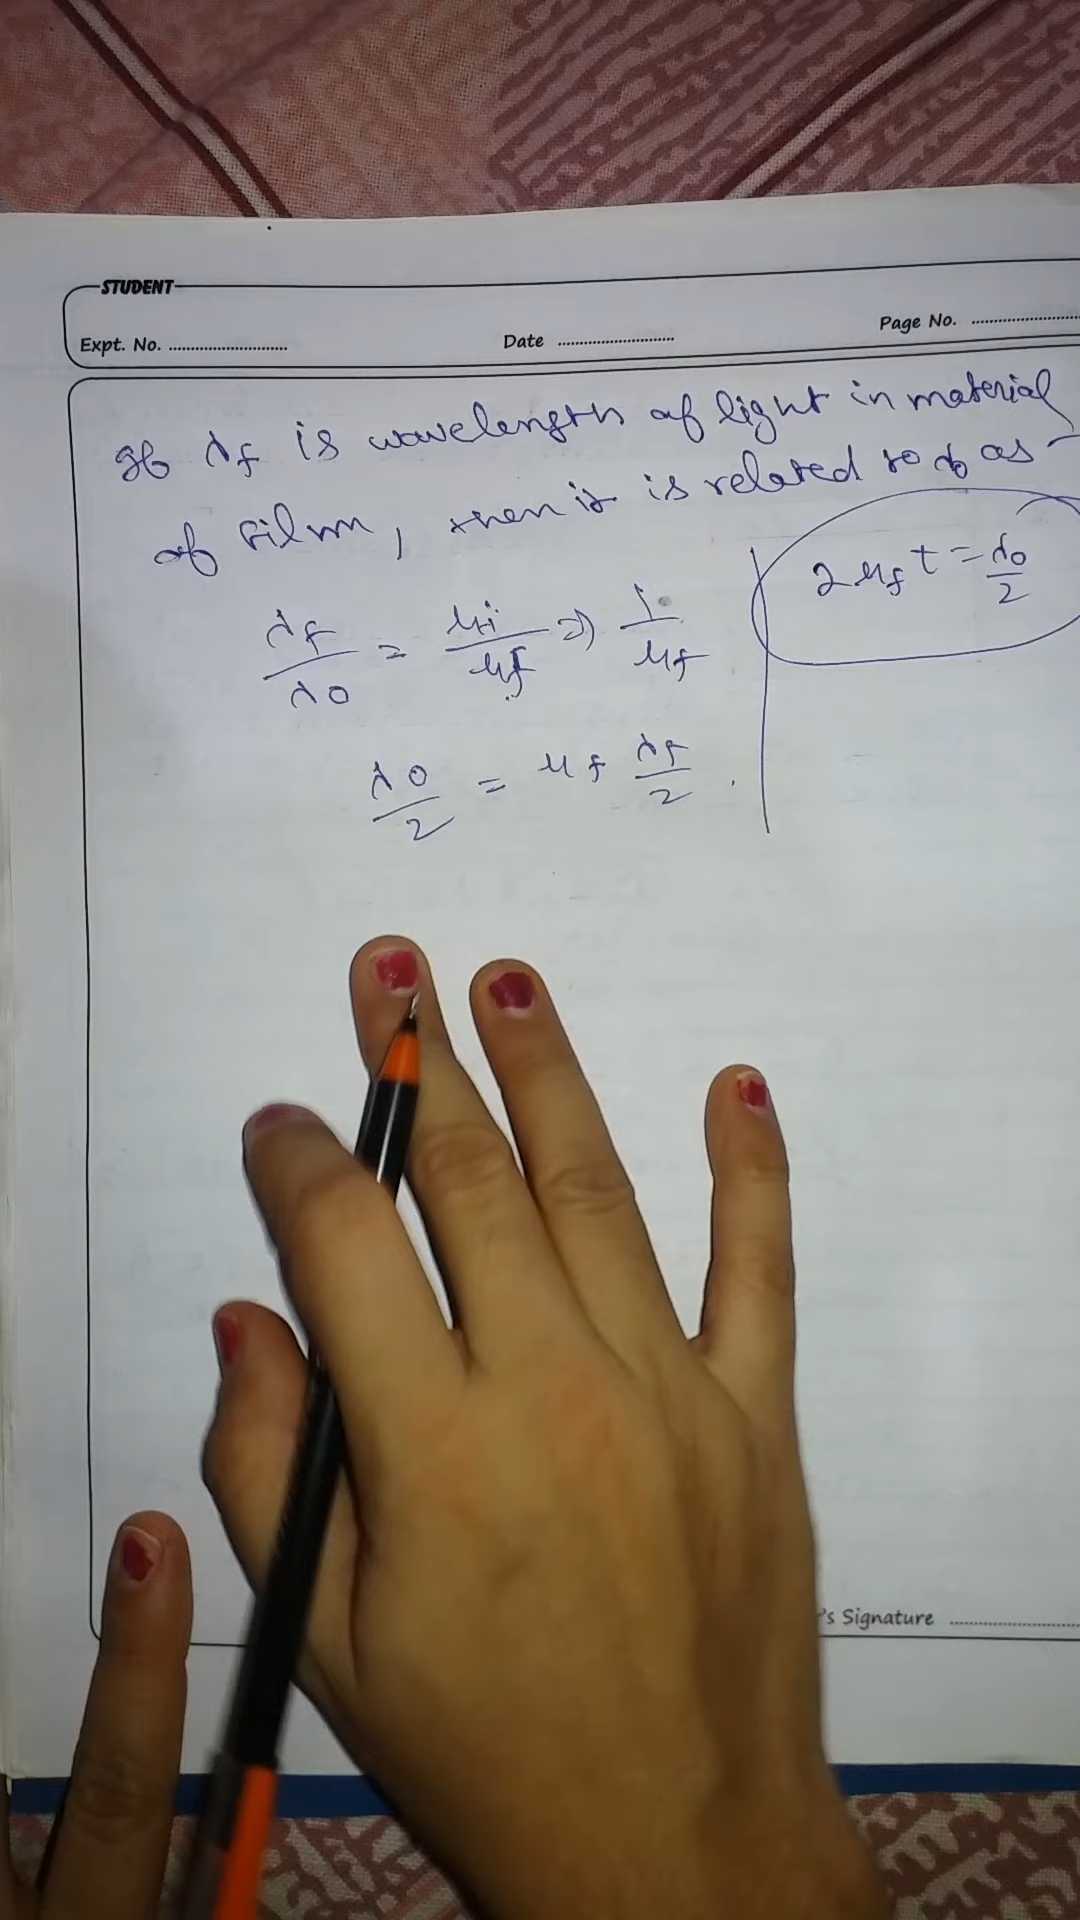 STUDENT
Expt. No. ........................... Date ........................... Page No. ...........................
If λf is wavelength of light in material
of film, then it is related to λo as
2μf t = λo/2
λf/λo = μi/μf ⇒ 1/μf
λo/2 = μf λf/2 .
's Signature ...........................